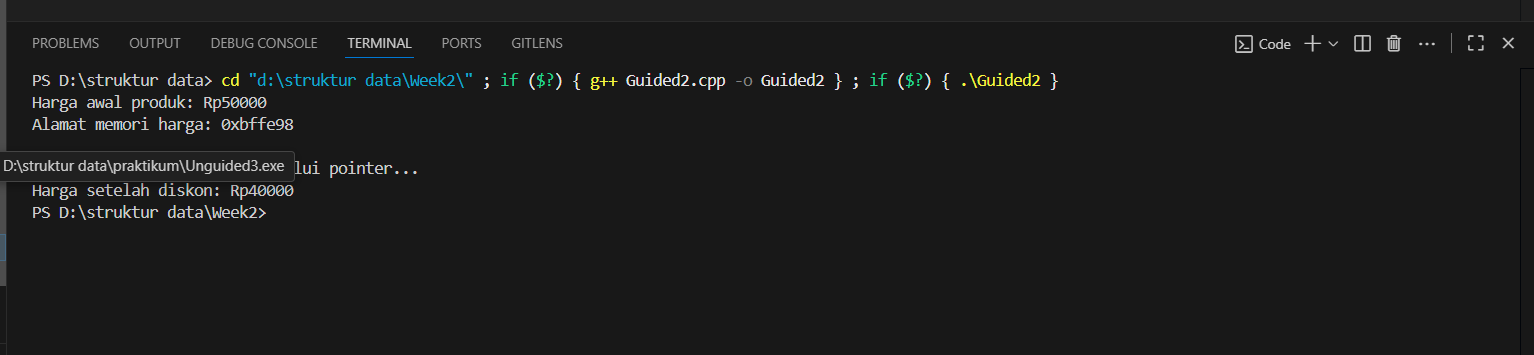 PROBLEMS OUTPUT DEBUG CONSOLE TERMINAL PORTS GITLENS Code
PS D:\struktur data> cd "d:\struktur data\Week2\" ; if ($?) { g++ Guided2.cpp -o Guided2 } ; if ($?) { .\Guided2 }
Harga awal produk: Rp50000
Alamat memori harga: 0xbffe98
D:\struktur data\praktikum\Unguided3.exe
lui pointer...
Harga setelah diskon: Rp40000
PS D:\struktur data\Week2>